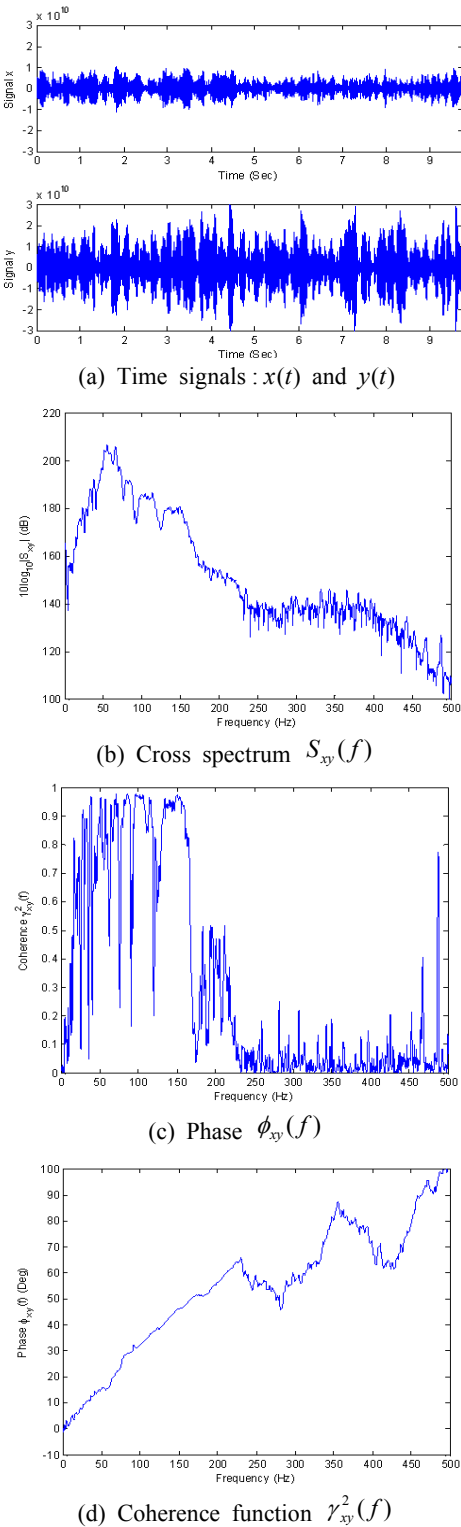 x 10^10
3
2
1
0
-1
-2
-3
Signal x
0 1 2 3 4 5 6 7 8 9
Time (Sec)
x 10^10
3
2
1
0
-1
-2
-3
Signal y
0 1 2 3 4 5 6 7 8 9
Time (Sec)
(a) Time signals : x(t) and y(t)
220
200
180
160
140
120
100
10log₁₀|S_xy| (dB)
0 50 100 150 200 250 300 350 400 450 500
Frequency (Hz)
(b) Cross spectrum S_xy(f)
1
0.9
0.8
0.7
0.6
0.5
0.4
0.3
0.2
0.1
0
Coherence γ²_xy(f)
0 50 100 150 200 250 300 350 400 450 500
Frequency (Hz)
(c) Phase ϕ_xy(f)
100
90
80
70
60
50
40
30
20
10
0
-10
Phase ϕ_xy(f) (Deg)
0 50 100 150 200 250 300 350 400 450 500
Frequency (Hz)
(d) Coherence function γ²_xy(f)